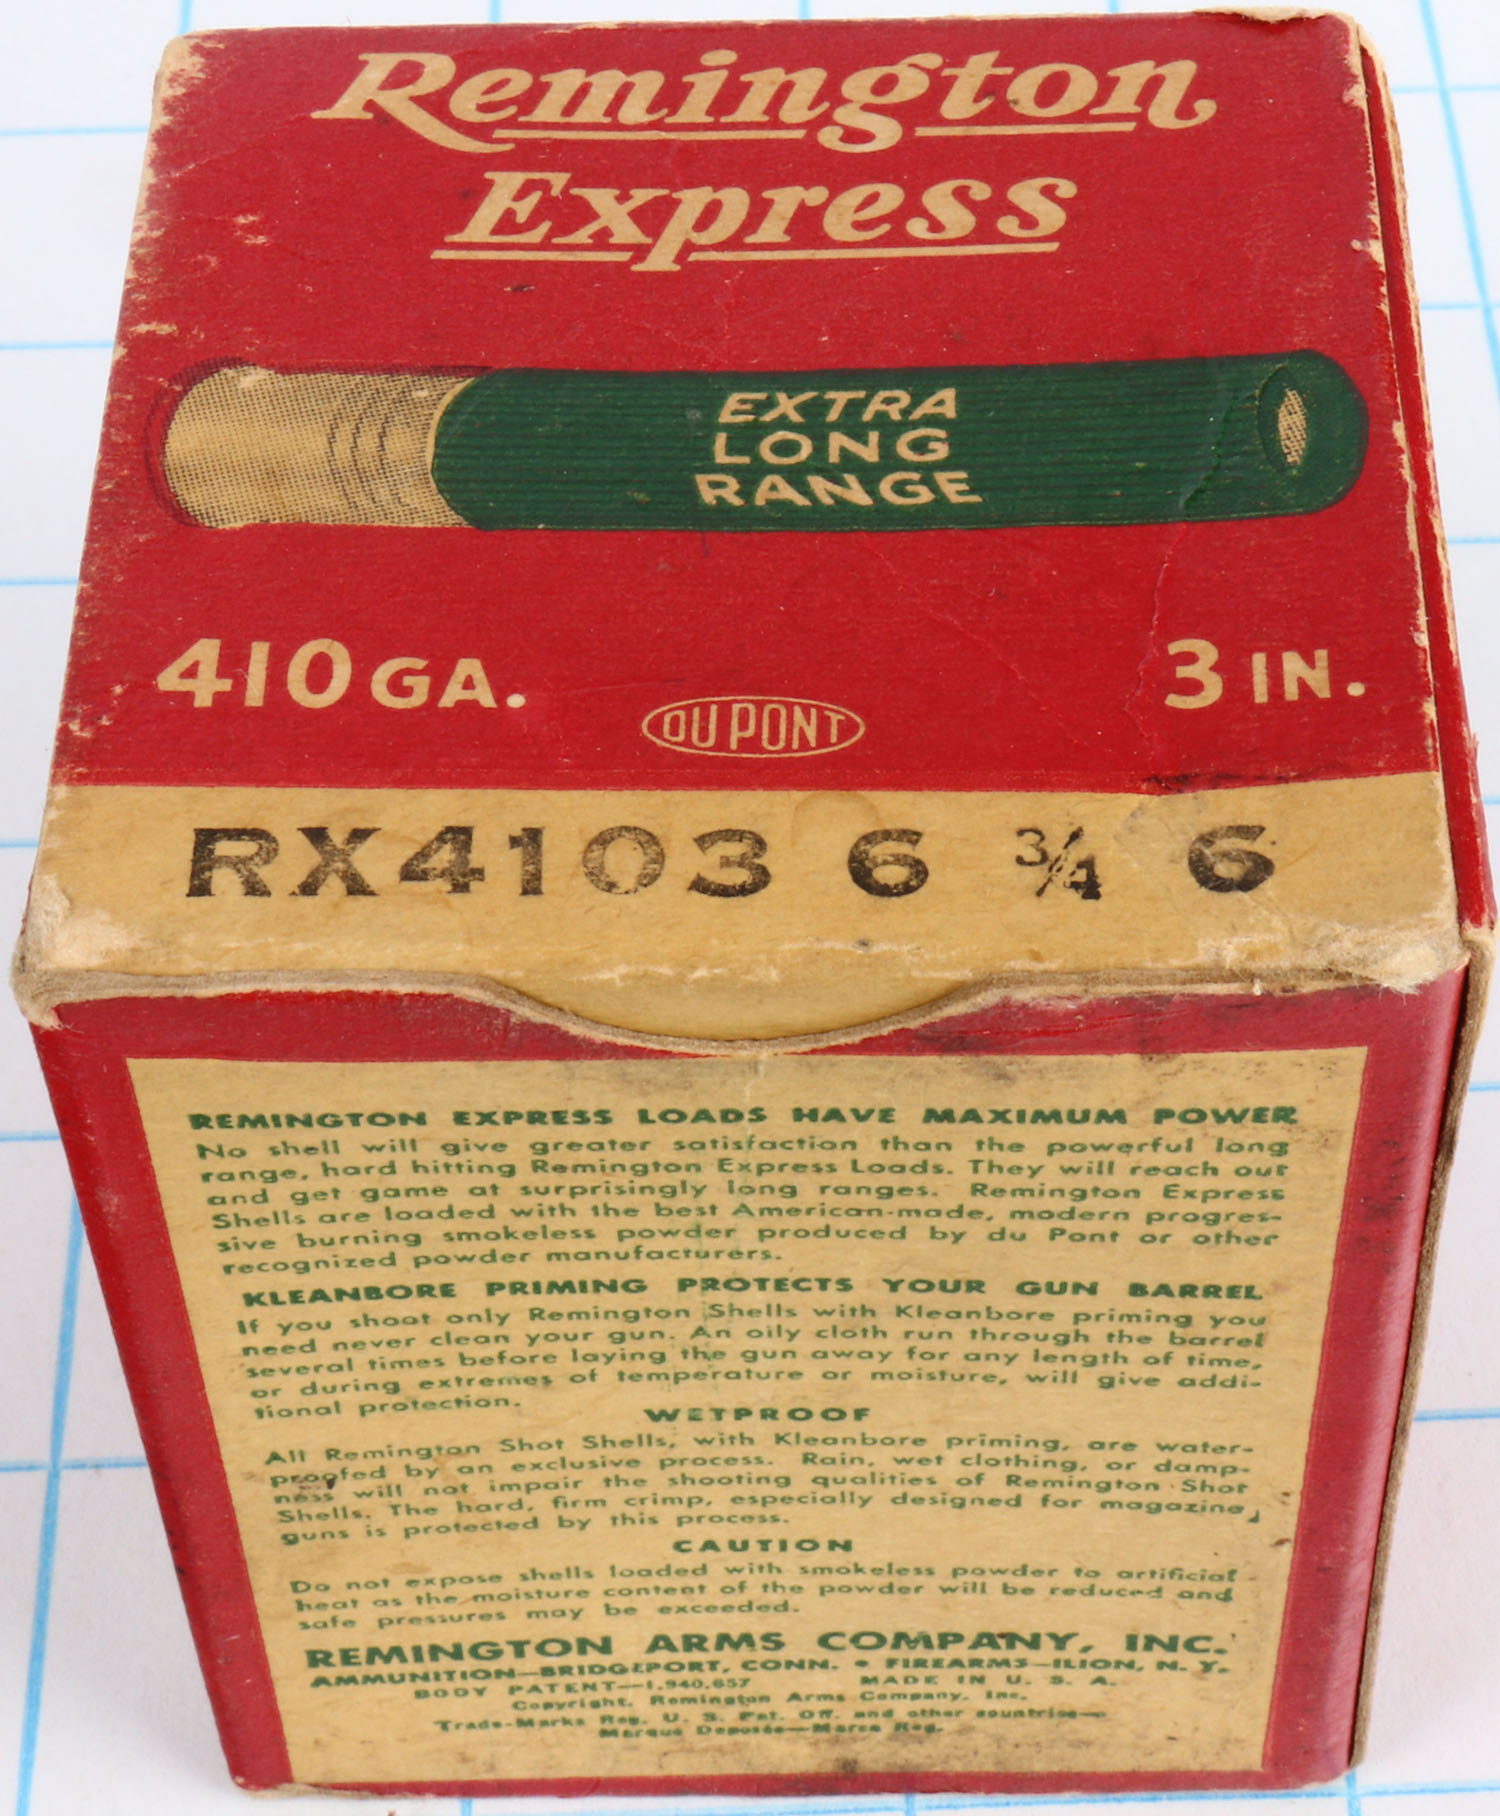 Remington
Express
EXTRA
LONG
RANGE
410 GA.
3 IN.
DU PONT
RX4103 6 3/4 6
REMINGTON EXPRESS LOADS HAVE MAXIMUM POWER
No shell will give greater satisfaction than the powerful long
range, hard hitting Remington Express Loads. They will reach out
and get game at surprisingly long ranges. Remington Express
Shells are loaded with the best American-made, modern progres-
sive burning smokeless powder produced by du Pont or other
recognized powder manufacturers.
KLEANBORE PRIMING PROTECTS YOUR GUN BARREL
If you shoot only Remington Shells with Kleanbore priming you
need never clean your gun. An oily cloth run through the barrel
several times before laying the gun away for any length of time,
or during extremes of temperature or moisture, will give addi-
tional protection.
WETPROOF
All Remington Shot Shells, with Kleanbore priming, are water-
proofed by an exclusive process. Rain, wet clothing, or damp-
ness will not impair the shooting qualities of Remington Shot
Shells. The hard, firm crimp, especially designed for magazine
guns is protected by this process.
CAUTION
Do not expose shells loaded with smokeless powder to artificial
heat as the moisture content of the powder will be reduced and
safe pressures may be exceeded.
REMINGTON ARMS COMPANY, INC.
AMMUNITION—BRIDGEPORT, CONN. • FIREARMS—ILION, N. Y.
BODY PATENT—1,940,657 MADE IN U. S. A.
Copyright, Remington Arms Company, Inc.
Trade-Marks Reg. U. S. Pat. Off. and other countries—
Marque Deposée—Marca Reg.